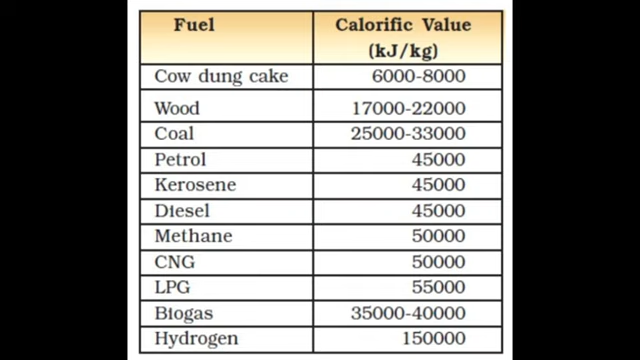 Fuel Calorific Value
(kJ/kg)
Cow dung cake 6000-8000
Wood 17000-22000
Coal 25000-33000
Petrol 45000
Kerosene 45000
Diesel 45000
Methane 50000
CNG 50000
LPG 55000
Biogas 35000-40000
Hydrogen 150000